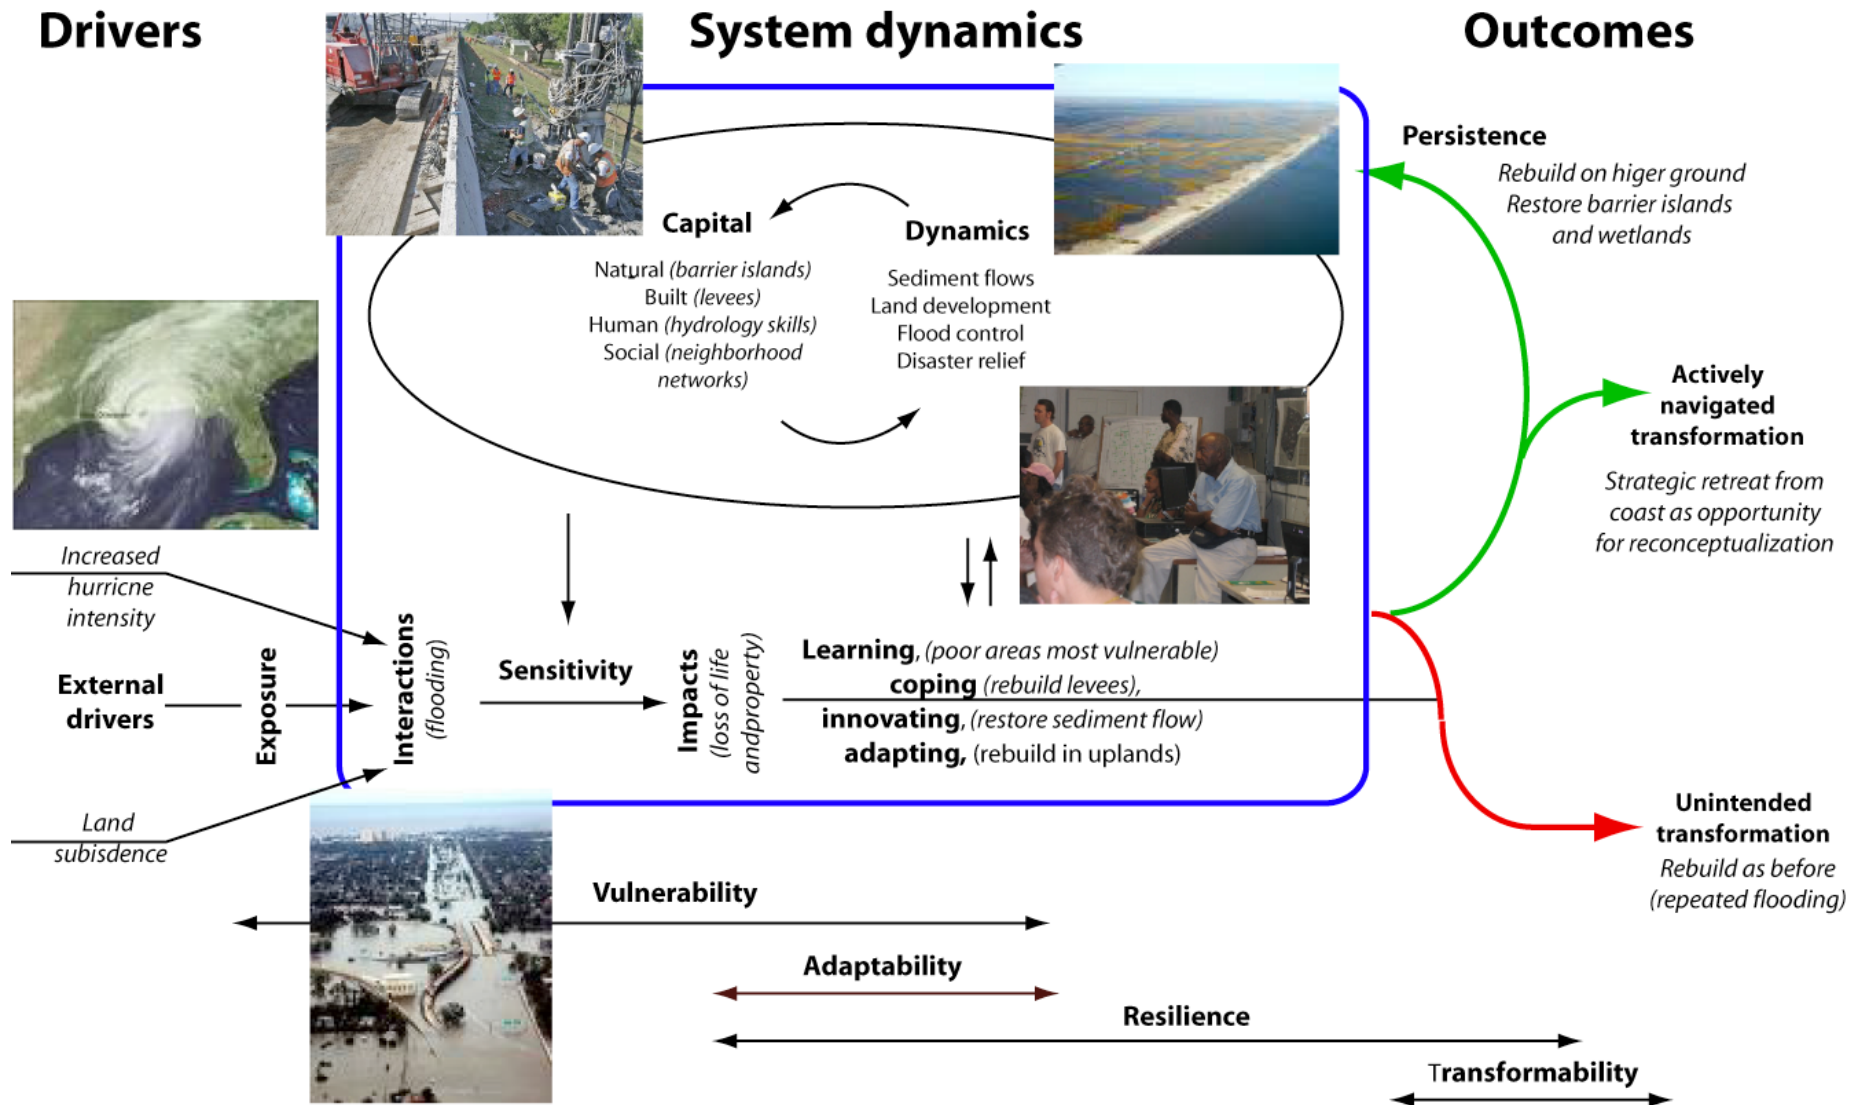 Drivers
System dynamics
Outcomes
Capital
Natural (barrier islands)
Built (levees)
Human (hydrology skills)
Social (neighborhood
networks)
Dynamics
Sediment flows
Land development
Flood control
Disaster relief
Persistence
Rebuild on higer ground
Restore barrier islands
and wetlands
Actively
navigated
transformation
Strategic retreat from
coast as opportunity
for reconceptualization
Increased
hurricne
intensity
External
drivers
Exposure
Land
subisdence
Interactions
(flooding)
Sensitivity
Impacts
(loss of life
andproperty)
Learning, (poor areas most vulnerable)
coping (rebuild levees),
innovating, (restore sediment flow)
adapting, (rebuild in uplands)
Unintended
transformation
Rebuild as before
(repeated flooding)
Vulnerability
Adaptability
Resilience
Transformability